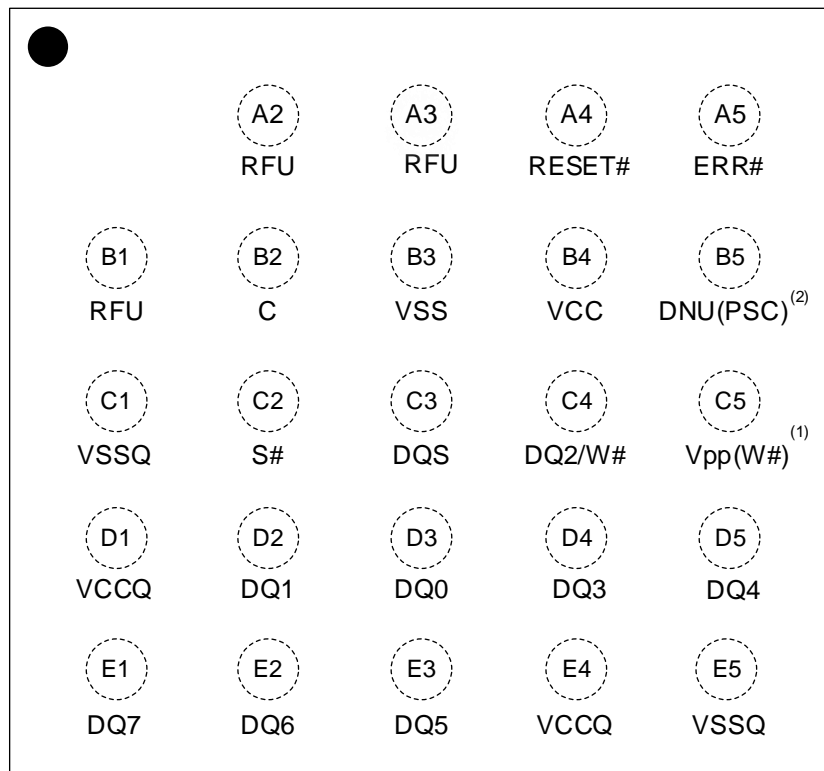 A2 A3 A4 A5
RFU RFU RESET# ERR#
B1 B2 B3 B4 B5
RFU C VSS VCC DNU(PSC)(2)
C1 C2 C3 C4 C5
VSSQ S# DQS DQ2/W# Vpp(W#)(1)
D1 D2 D3 D4 D5
VCCQ DQ1 DQ0 DQ3 DQ4
E1 E2 E3 E4 E5
DQ7 DQ6 DQ5 VCCQ VSSQ